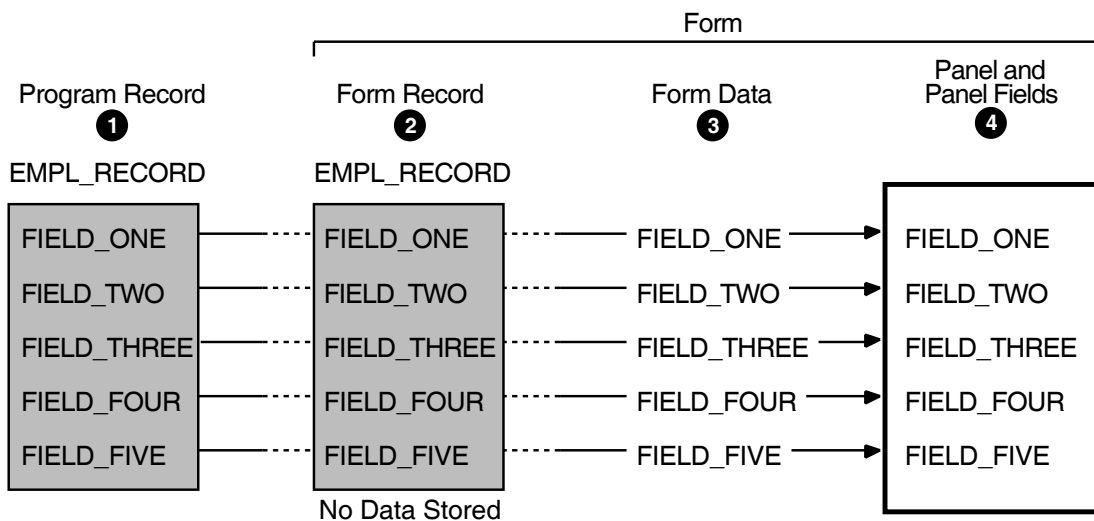 Form
Program Record
1
Form Record
2
Form Data
3
Panel and
Panel Fields
4
EMPL_RECORD
EMPL_RECORD
FIELD_ONE FIELD_ONE FIELD_ONE FIELD_ONE
FIELD_TWO FIELD_TWO FIELD_TWO FIELD_TWO
FIELD_THREE FIELD_THREE FIELD_THREE FIELD_THREE
FIELD_FOUR FIELD_FOUR FIELD_FOUR FIELD_FOUR
FIELD_FIVE FIELD_FIVE FIELD_FIVE FIELD_FIVE
No Data Stored